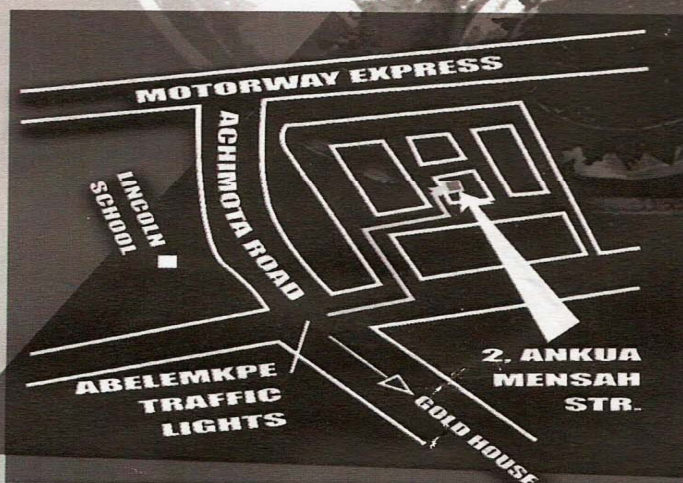 MOTORWAY EXPRESS
ACHIMOTA ROAD
LINCOLN
SCHOOL
2, ANKUA
MENSAH
STR.
ABELEMKPE
TRAFFIC
LIGHTS
GOLD HOUSE